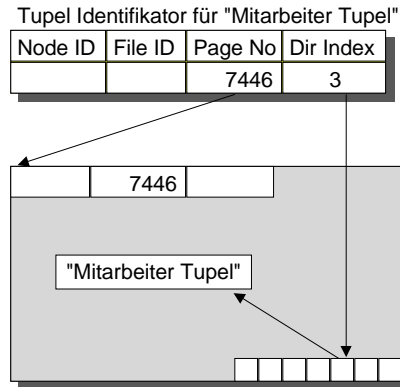 Tupel Identifikator für "Mitarbeiter Tupel"
Node ID File ID Page No Dir Index
7446 3
7446
"Mitarbeiter Tupel"